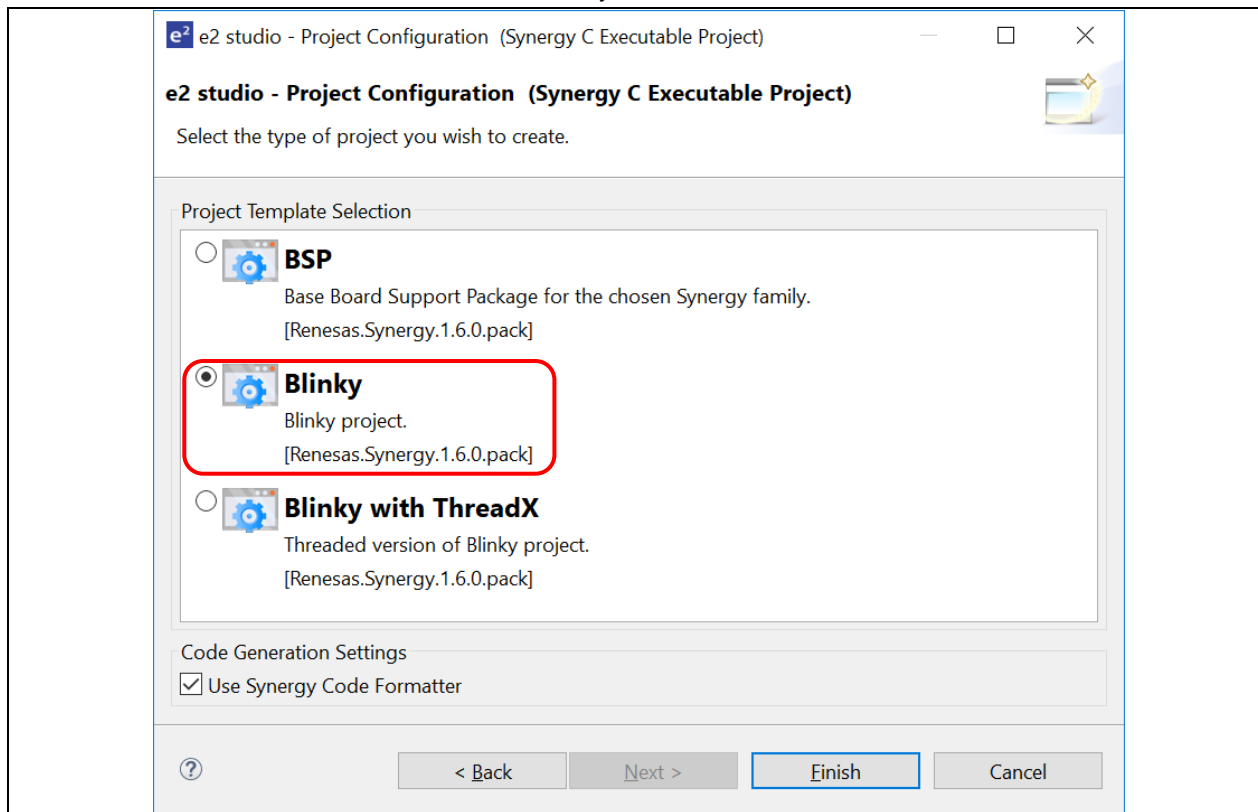 e² e2 studio - Project Configuration (Synergy C Executable Project)
e2 studio - Project Configuration (Synergy C Executable Project)
Select the type of project you wish to create.
Project Template Selection
BSP
Base Board Support Package for the chosen Synergy family.
[Renesas.Synergy.1.6.0.pack]
Blinky
Blinky project.
[Renesas.Synergy.1.6.0.pack]
Blinky with ThreadX
Threaded version of Blinky project.
[Renesas.Synergy.1.6.0.pack]
Code Generation Settings
Use Synergy Code Formatter
? < Back Next > Finish Cancel